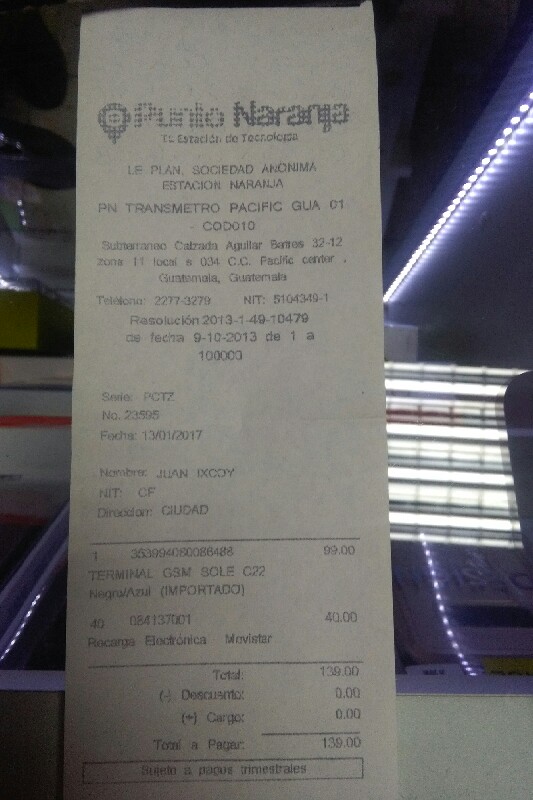 Punto Naranja
Tu Estación de Tecnología
LE PLAN, SOCIEDAD ANONIMA
ESTACION NARANJA
PN TRANSMETRO PACIFIC GUA 01
- COD010
Subterraneo Calzada Aguilar Batres 32-12
zona 11 local s 034 C.C. Pacific center .
Guatemala, Guatemala
Teléfono: 2277-3279 NIT: 5104349-1
Resolución 2013-1-49-10479
de fecha 9-10-2013 de 1 a
100000
Serie: PCTZ
No. 23595
Fecha: 13/01/2017
Nombre: JUAN IXCOY
NIT: CF
Direccion: CIUDAD
1 353994060086486 99.00
TERMINAL GSM SOLE C22
Negro/Azul (IMPORTADO)
40 084137001 40.00
Recarga Electrónica Movistar
Total: 139.00
(-) Descuento: 0.00
(+) Cargo: 0.00
Total a Pagar: 139.00
Sujeto a pagos trimestrales